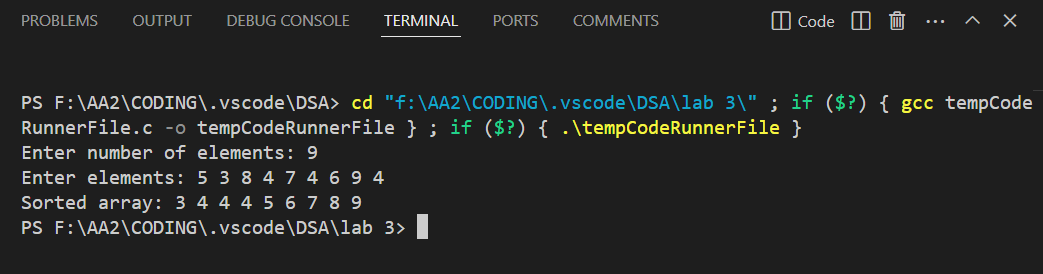 PROBLEMS OUTPUT DEBUG CONSOLE TERMINAL PORTS COMMENTS Code
PS F:\AA2\CODING\.vscode\DSA> cd "f:\AA2\CODING\.vscode\DSA\lab 3\" ; if ($?) { gcc tempCode
RunnerFile.c -o tempCodeRunnerFile } ; if ($?) { .\tempCodeRunnerFile }
Enter number of elements: 9
Enter elements: 5 3 8 4 7 4 6 9 4
Sorted array: 3 4 4 4 5 6 7 8 9
PS F:\AA2\CODING\.vscode\DSA\lab 3>